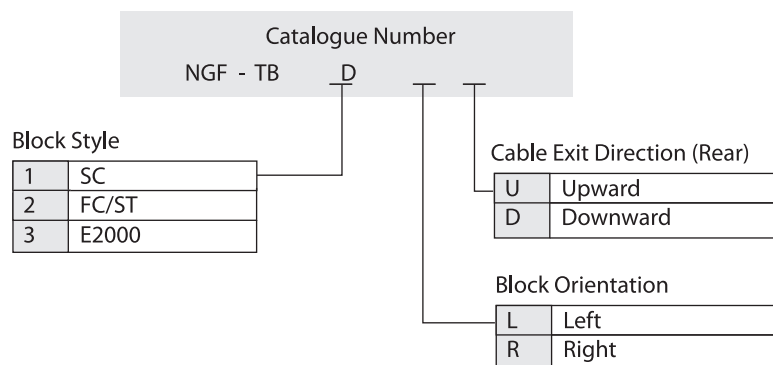 Catalogue Number
NGF - TB D _ _
Block Style
1 SC
2 FC/ST
3 E2000
Cable Exit Direction (Rear)
U Upward
D Downward
Block Orientation
L Left
R Right